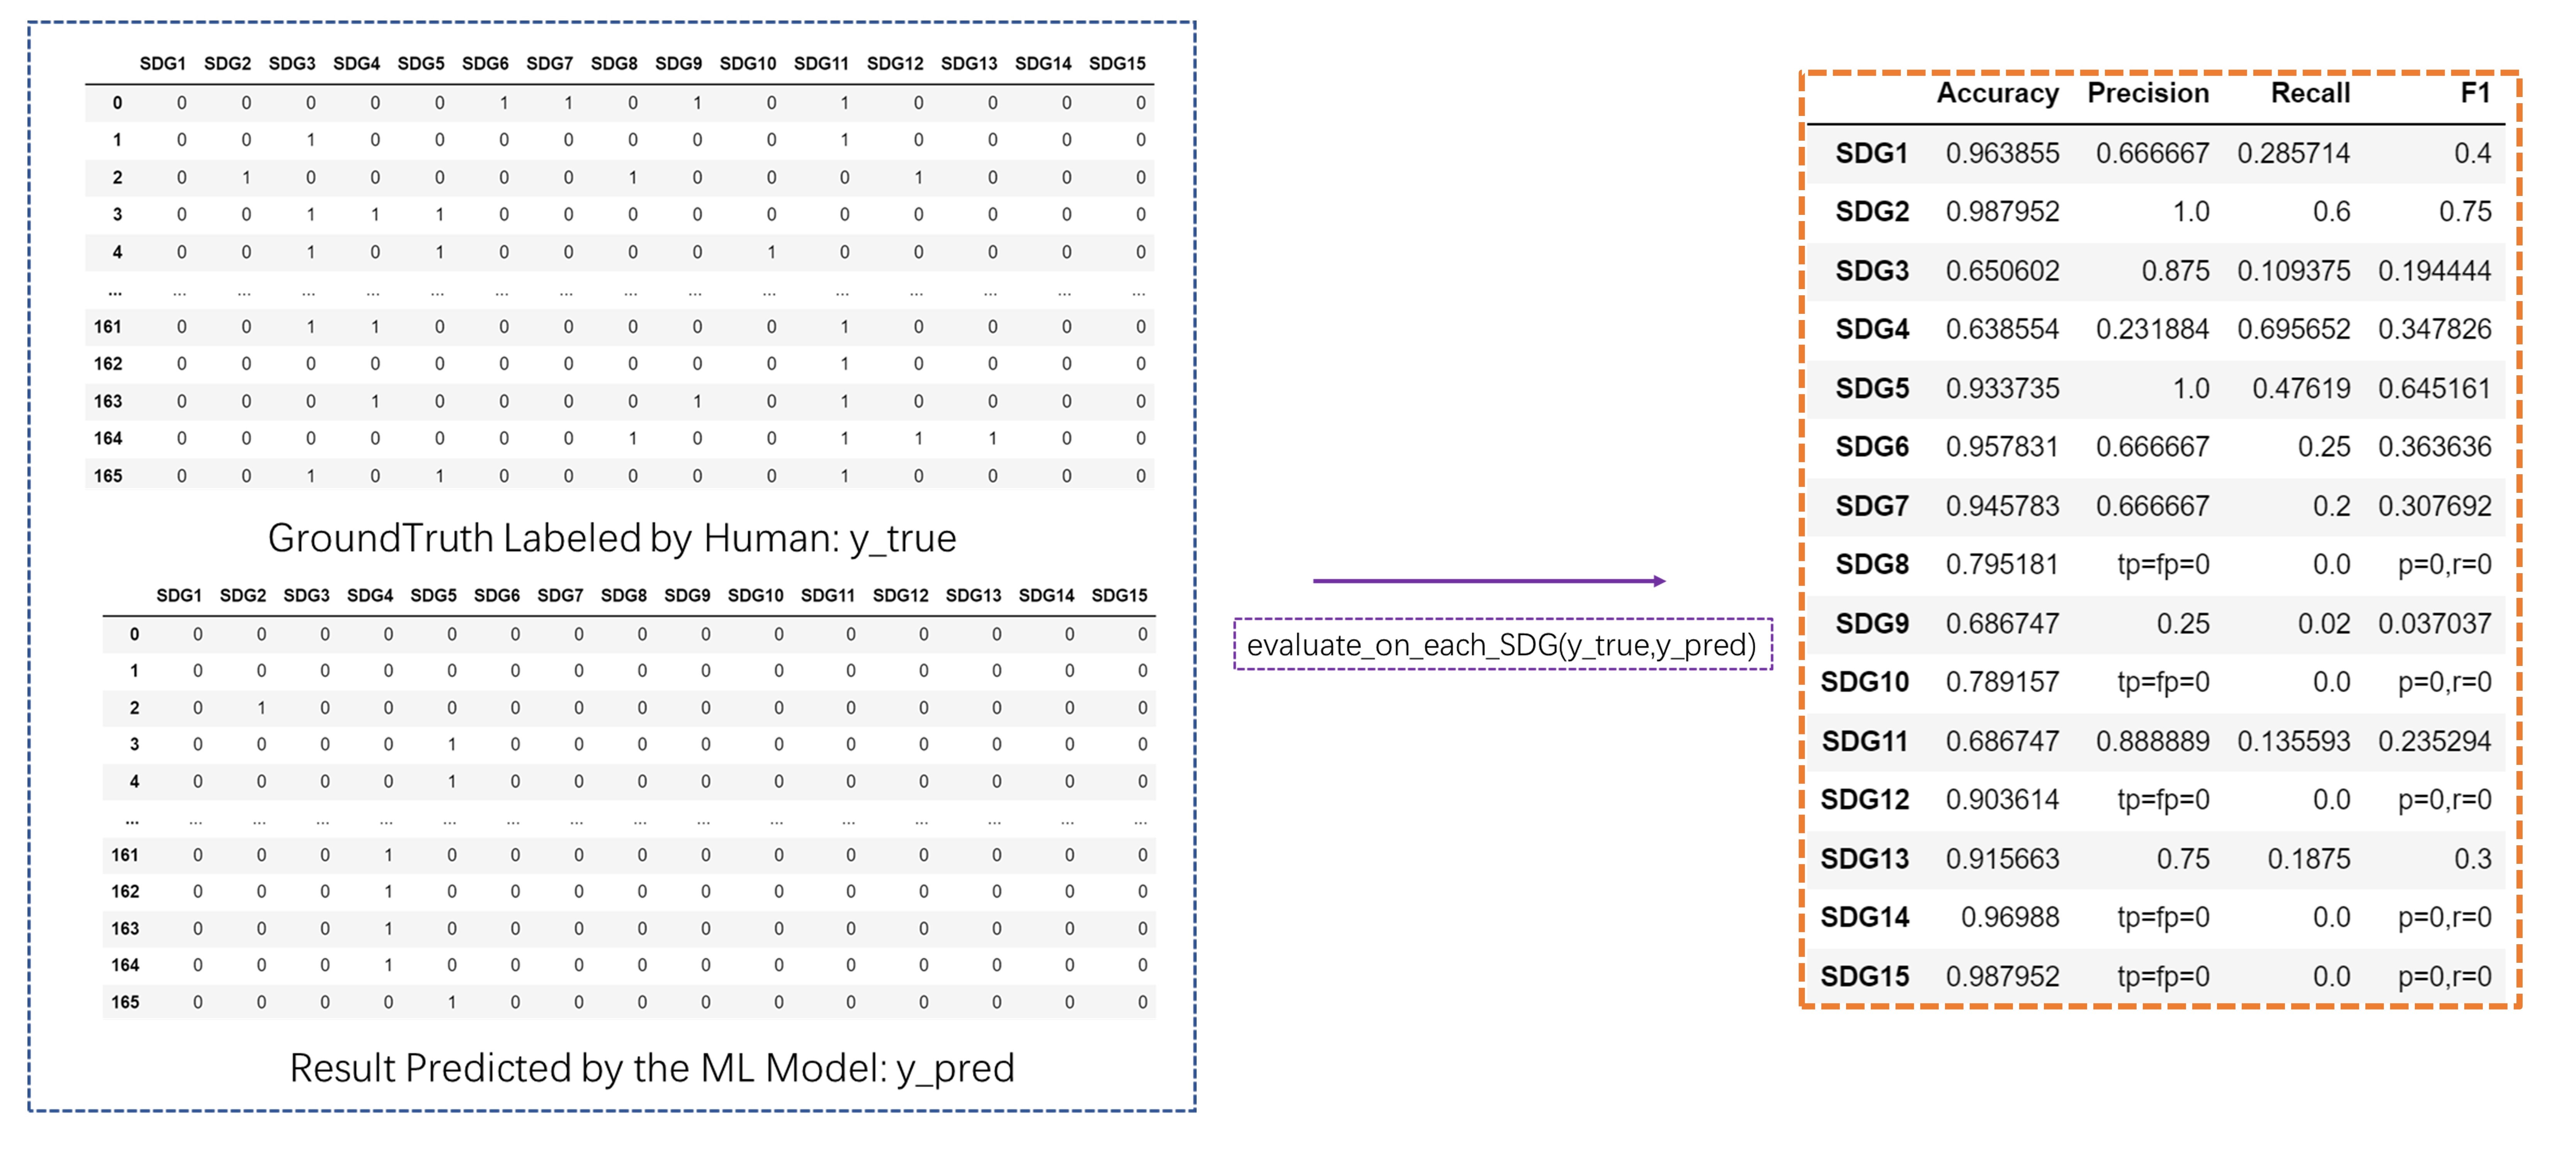 SDG1 SDG2 SDG3 SDG4 SDG5 SDG6 SDG7 SDG8 SDG9 SDG10 SDG11 SDG12 SDG13 SDG14 SDG15
0 0 0 0 0 0 1 1 0 1 0 1 0 0 0 0
1 0 0 1 0 0 0 0 0 0 0 1 0 0 0 0
2 0 1 0 0 0 0 0 1 0 0 0 1 0 0 0
3 0 0 1 1 1 0 0 0 0 0 0 0 0 0 0
4 0 0 1 0 1 0 0 0 0 1 0 0 0 0 0
... ... ... ... ... ... ... ... ... ... ... ... ... ... ... ...
161 0 0 1 1 0 0 0 0 0 0 1 0 0 0 0
162 0 0 0 0 0 0 0 0 0 0 1 0 0 0 0
163 0 0 0 1 0 0 0 0 1 0 1 0 0 0 0
164 0 0 0 0 0 0 0 1 0 0 1 1 1 0 0
165 0 0 1 0 1 0 0 0 0 0 1 0 0 0 0
GroundTruth Labeled by Human: y_true
SDG1 SDG2 SDG3 SDG4 SDG5 SDG6 SDG7 SDG8 SDG9 SDG10 SDG11 SDG12 SDG13 SDG14 SDG15
0 0 0 0 0 0 0 0 0 0 0 0 0 0 0 0
1 0 0 0 0 0 0 0 0 0 0 0 0 0 0 0
2 0 1 0 0 0 0 0 0 0 0 0 0 0 0 0
3 0 0 0 0 1 0 0 0 0 0 0 0 0 0 0
4 0 0 0 0 1 0 0 0 0 0 0 0 0 0 0
... ... ... ... ... ... ... ... ... ... ... ... ... ... ... ...
161 0 0 0 1 0 0 0 0 0 0 0 0 0 0 0
162 0 0 0 1 0 0 0 0 0 0 0 0 0 0 0
163 0 0 0 1 0 0 0 0 0 0 0 0 0 0 0
164 0 0 0 1 0 0 0 0 0 0 0 0 0 0 0
165 0 0 0 0 1 0 0 0 0 0 0 0 0 0 0
Result Predicted by the ML Model: y_pred
evaluate_on_each_SDG(y_true,y_pred)
Accuracy Precision Recall F1
SDG1 0.963855 0.666667 0.285714 0.4
SDG2 0.987952 1.0 0.6 0.75
SDG3 0.650602 0.875 0.109375 0.194444
SDG4 0.638554 0.231884 0.695652 0.347826
SDG5 0.933735 1.0 0.47619 0.645161
SDG6 0.957831 0.666667 0.25 0.363636
SDG7 0.945783 0.666667 0.2 0.307692
SDG8 0.795181 tp=fp=0 0.0 p=0,r=0
SDG9 0.686747 0.25 0.02 0.037037
SDG10 0.789157 tp=fp=0 0.0 p=0,r=0
SDG11 0.686747 0.888889 0.135593 0.235294
SDG12 0.903614 tp=fp=0 0.0 p=0,r=0
SDG13 0.915663 0.75 0.1875 0.3
SDG14 0.96988 tp=fp=0 0.0 p=0,r=0
SDG15 0.987952 tp=fp=0 0.0 p=0,r=0